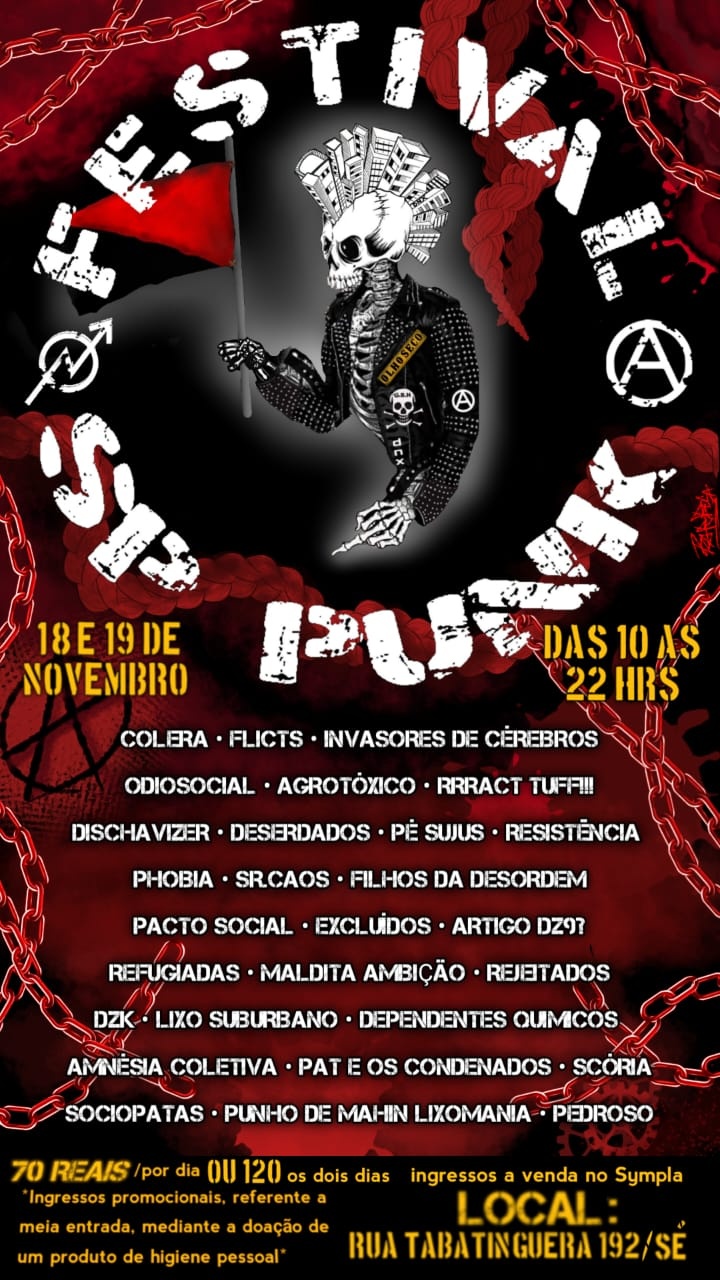 FESTIVAL
SP PUNK
OLHO SECO
U.B.H
DCX
18 E 19 DE
NOVEMBRO
DAS 10 AS
22 HRS
COLERA • FLICTS • INVASORES DE CÉREBROS
ODIOSOCIAL • AGROTÓXICO • RRRACT TUFF!!!
DISCHAVIZER • DESERDADOS • PÉ SUJUS • RESISTÊNCIA
PHOBIA • SR.CAOS • FILHOS DA DESORDEM
PACTO SOCIAL • EXCLUÍDOS • ARTIGO DZ9?
REFUGIADAS • MALDITA AMBIÇÃO • REJEITADOS
DZK • LIXO SUBURBANO • DEPENDENTES QUIMICOS
AMNÉSIA COLETIVA • PAT E OS CONDENADOS • SCÓRIA
SOCIOPATAS • PUNHO DE MAHIN LIXOMANIA • PEDROSO
70 REAIS /por dia OU 120 os dois dias
ingressos a venda no Sympla
*Ingressos promocionais, referente a
meia entrada, mediante a doação de
um produto de higiene pessoal*
LOCAL:
RUA TABATINGUERA 192/SÉ